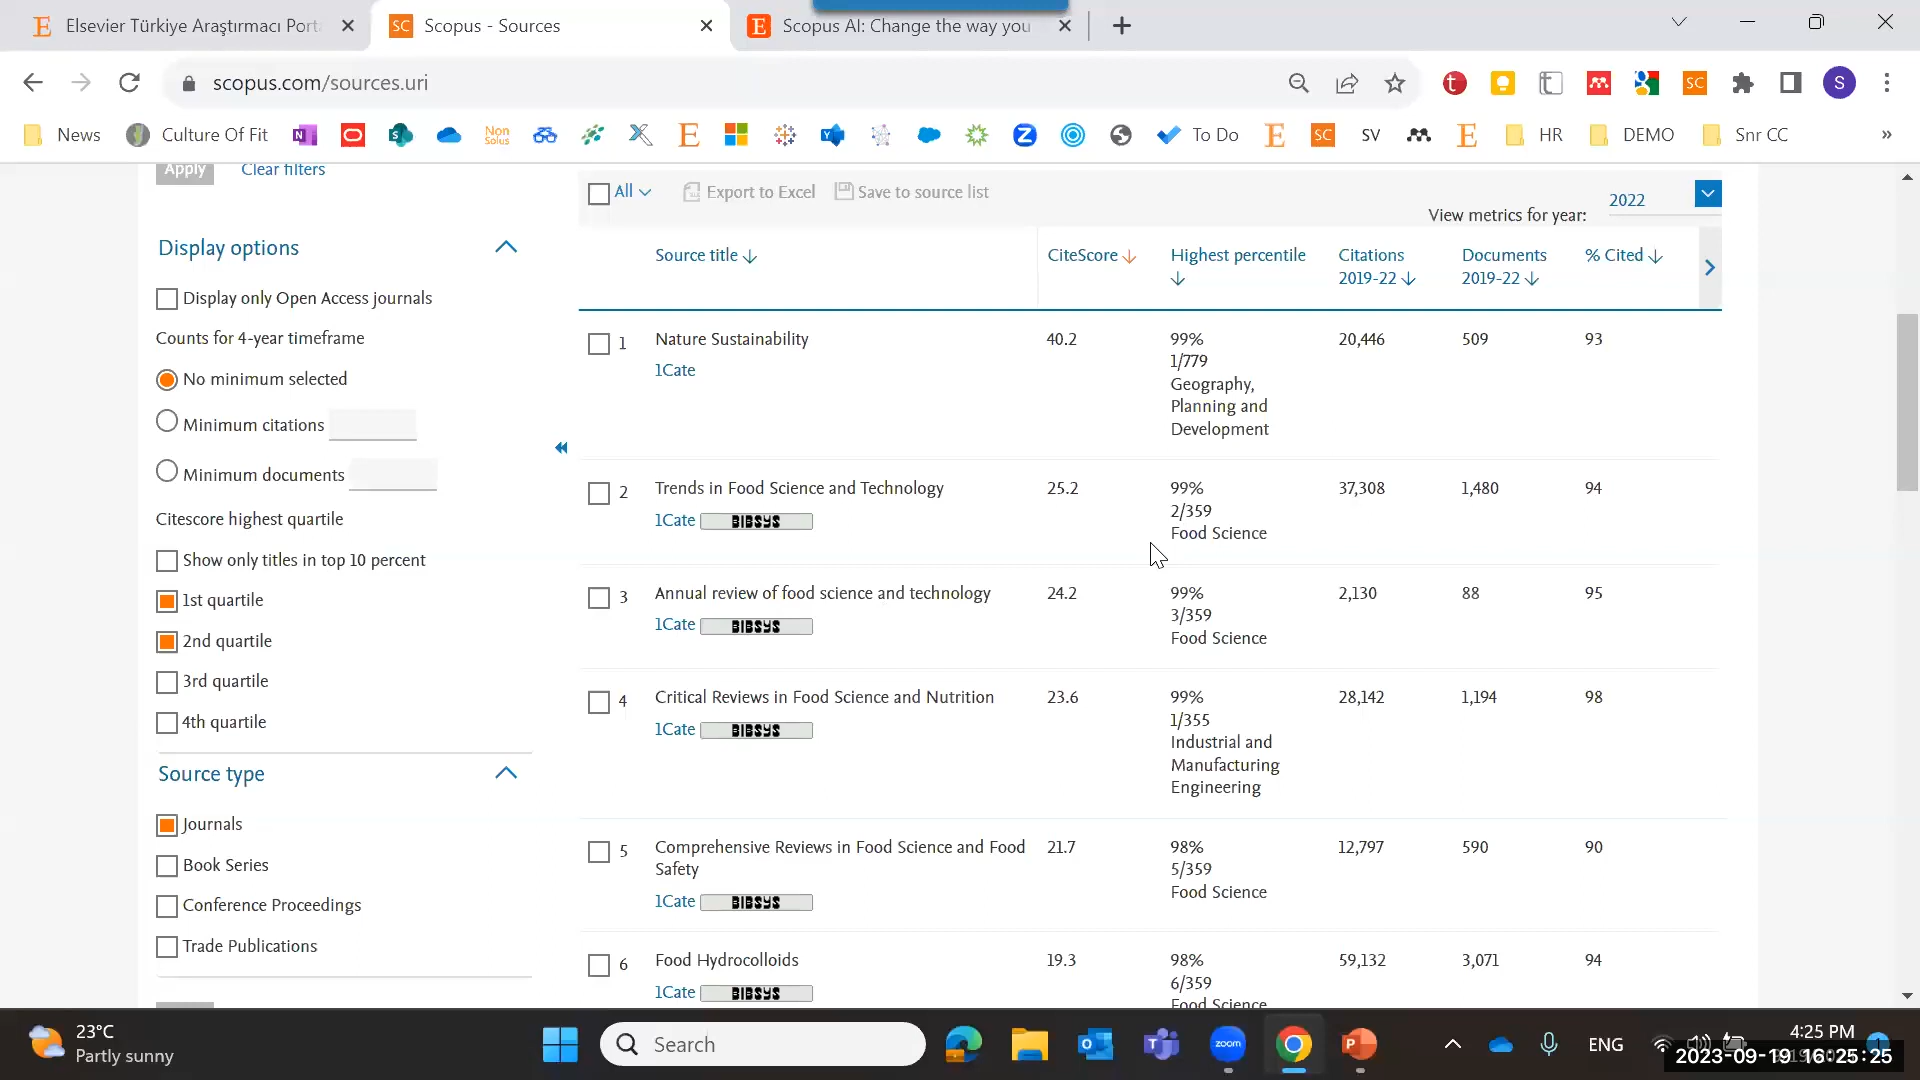 Elsevier Türkiye Araştırmacı Port
SC Scopus - Sources
Scopus AI: Change the way you
scopus.com/sources.uri
SC
S
News
Culture Of Fit
Non Solus
To Do
SC
SV
HR
DEMO
Snr CC
»
Apply
Clear filters
All
Export to Excel
Save to source list
View metrics for year:
2022
Display options
Display only Open Access journals
Counts for 4-year timeframe
No minimum selected
Minimum citations
Minimum documents
Citescore highest quartile
Show only titles in top 10 percent
1st quartile
2nd quartile
3rd quartile
4th quartile
Source type
Journals
Book Series
Conference Proceedings
Trade Publications
Source title ↓ CiteScore ↓ Highest percentile ↓ Citations 2019-22 ↓ Documents 2019-22 ↓ % Cited ↓
1 Nature Sustainability 40.2 99% 20,446 509 93
1Cate
1/779
Geography,
Planning and
Development
2 Trends in Food Science and Technology 25.2 99% 37,308 1,480 94
1Cate BIBSYS
2/359
Food Science
3 Annual review of food science and technology 24.2 99% 2,130 88 95
1Cate BIBSYS
3/359
Food Science
4 Critical Reviews in Food Science and Nutrition 23.6 99% 28,142 1,194 98
1Cate BIBSYS
1/355
Industrial and
Manufacturing
Engineering
5 Comprehensive Reviews in Food Science and Food 21.7 98% 12,797 590 90
Safety
1Cate BIBSYS
5/359
Food Science
6 Food Hydrocolloids 19.3 98% 59,132 3,071 94
1Cate BIBSYS
6/359
Food Science
23°C
Partly sunny
Search
zoom
ENG
4:25 PM
2023-09-19 16:25:25